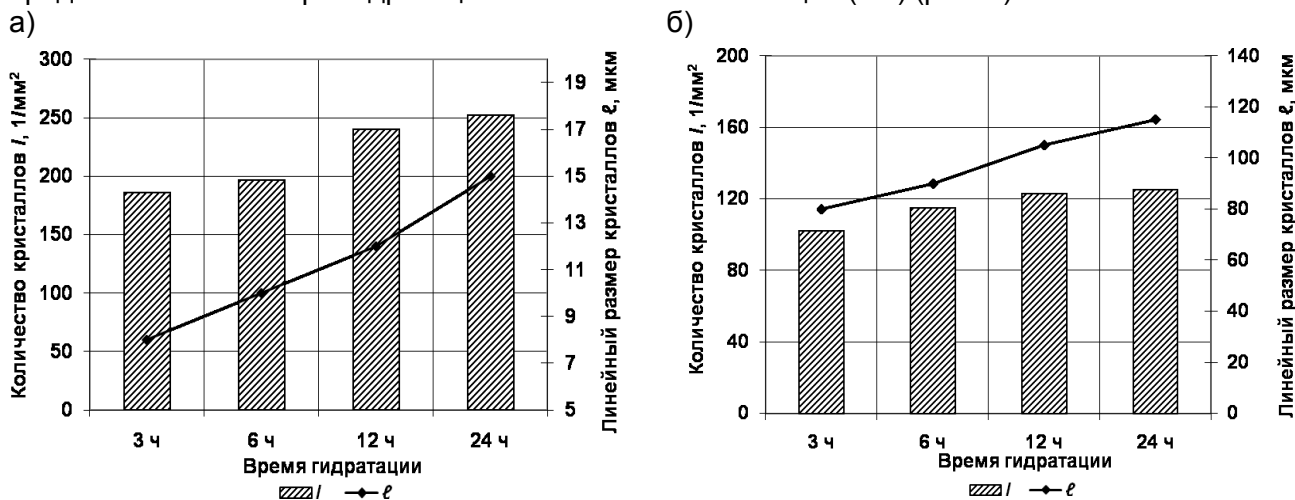 а)
Количество кристаллов I, 1/мм²
300
250
200
150
100
50
0
19
17
15
13
11
9
7
5
Линейный размер кристаллов ℓ, мкм
3 ч 6 ч 12 ч 24 ч
Время гидратации
I ℓ
б)
Количество кристаллов I, 1/мм²
200
160
120
80
40
0
140
120
100
80
60
40
20
0
Линейный размер кристаллов ℓ, мкм
3 ч 6 ч 12 ч 24 ч
Время гидратации
I ℓ